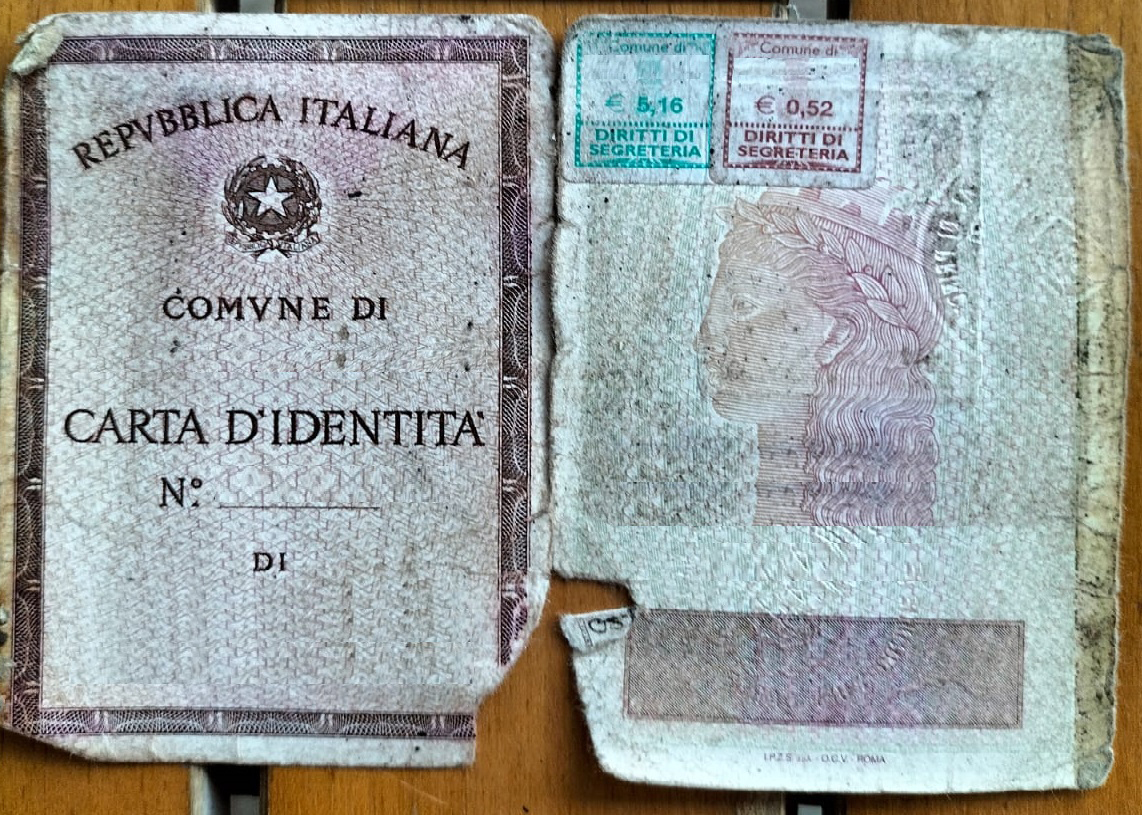 REPVBBLICA ITALIANA
COMVNE DI
CARTA D'IDENTITA'
N°
DI
Comune di
€ 5,16
DIRITTI DI
SEGRETERIA
Comune di
€ 0,52
DIRITTI DI
SEGRETERIA
I.P.Z.S. S.p.A. - O.C.V. - ROMA